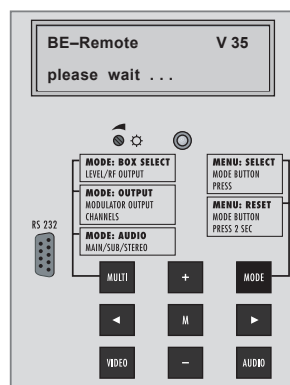 BE–Remote V 35
please wait . . .
MODE: BOX SELECT
LEVEL/RF OUTPUT
MODE: OUTPUT
MODULATOR OUTPUT
CHANNELS
MODE: AUDIO
MAIN/SUB/STEREO
MENU: SELECT
MODE BUTTON
PRESS
MENU: RESET
MODE BUTTON
PRESS 2 SEC
RS 232
MULTI + MODE
◄ M ►
VIDEO – AUDIO